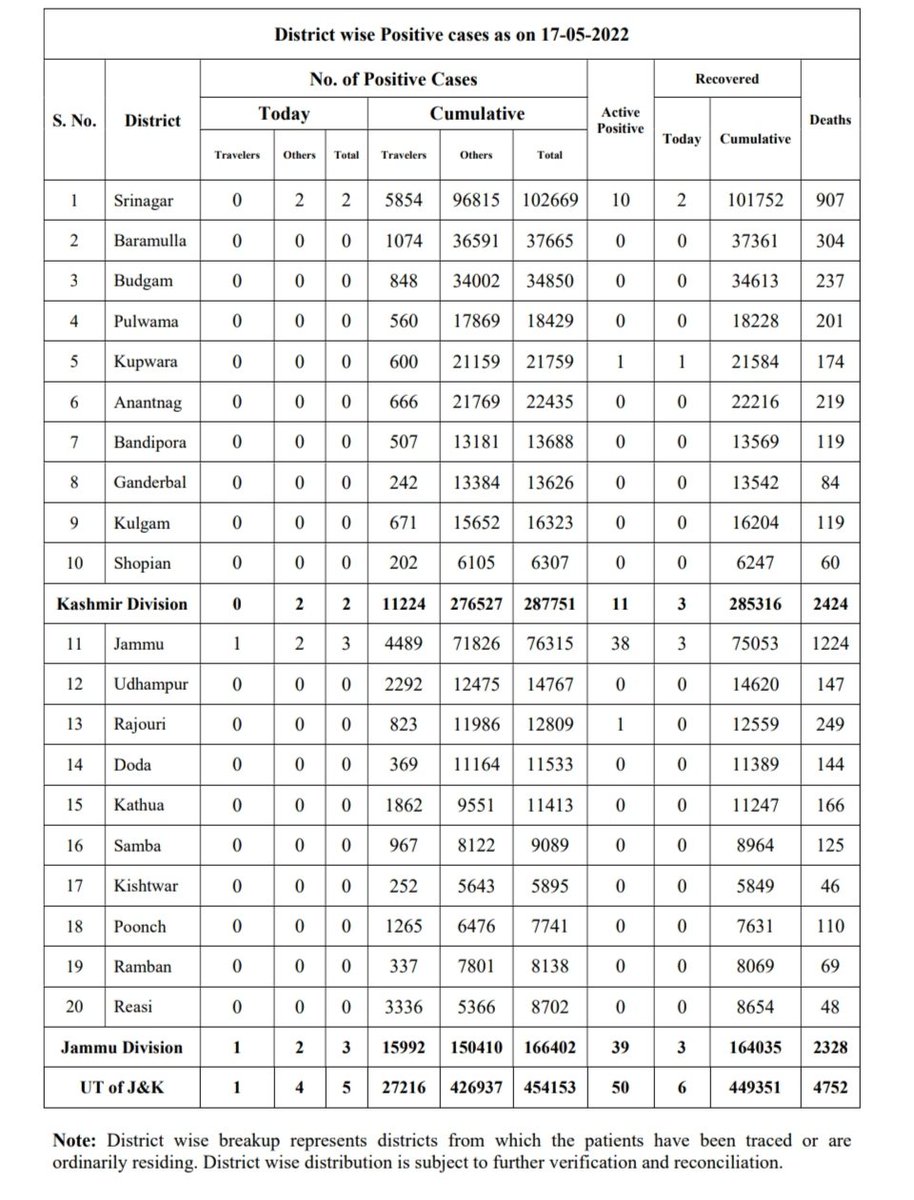 District wise Positive cases as on 17-05-2022
S. No. District No. of Positive Cases Active Positive Recovered Deaths
Today Cumulative Today Cumulative
Travelers Others Total Travelers Others Total
1 Srinagar 0 2 2 5854 96815 102669 10 2 101752 907
2 Baramulla 0 0 0 1074 36591 37665 0 0 37361 304
3 Budgam 0 0 0 848 34002 34850 0 0 34613 237
4 Pulwama 0 0 0 560 17869 18429 0 0 18228 201
5 Kupwara 0 0 0 600 21159 21759 1 1 21584 174
6 Anantnag 0 0 0 666 21769 22435 0 0 22216 219
7 Bandipora 0 0 0 507 13181 13688 0 0 13569 119
8 Ganderbal 0 0 0 242 13384 13626 0 0 13542 84
9 Kulgam 0 0 0 671 15652 16323 0 0 16204 119
10 Shopian 0 0 0 202 6105 6307 0 0 6247 60
Kashmir Division 0 2 2 11224 276527 287751 11 3 285316 2424
11 Jammu 1 2 3 4489 71826 76315 38 3 75053 1224
12 Udhampur 0 0 0 2292 12475 14767 0 0 14620 147
13 Rajouri 0 0 0 823 11986 12809 1 0 12559 249
14 Doda 0 0 0 369 11164 11533 0 0 11389 144
15 Kathua 0 0 0 1862 9551 11413 0 0 11247 166
16 Samba 0 0 0 967 8122 9089 0 0 8964 125
17 Kishtwar 0 0 0 252 5643 5895 0 0 5849 46
18 Poonch 0 0 0 1265 6476 7741 0 0 7631 110
19 Ramban 0 0 0 337 7801 8138 0 0 8069 69
20 Reasi 0 0 0 3336 5366 8702 0 0 8654 48
Jammu Division 1 2 3 15992 150410 166402 39 3 164035 2328
UT of J&K 1 4 5 27216 426937 454153 50 6 449351 4752
Note: District wise breakup represents districts from which the patients have been traced or are
ordinarily residing. District wise distribution is subject to further verification and reconciliation.